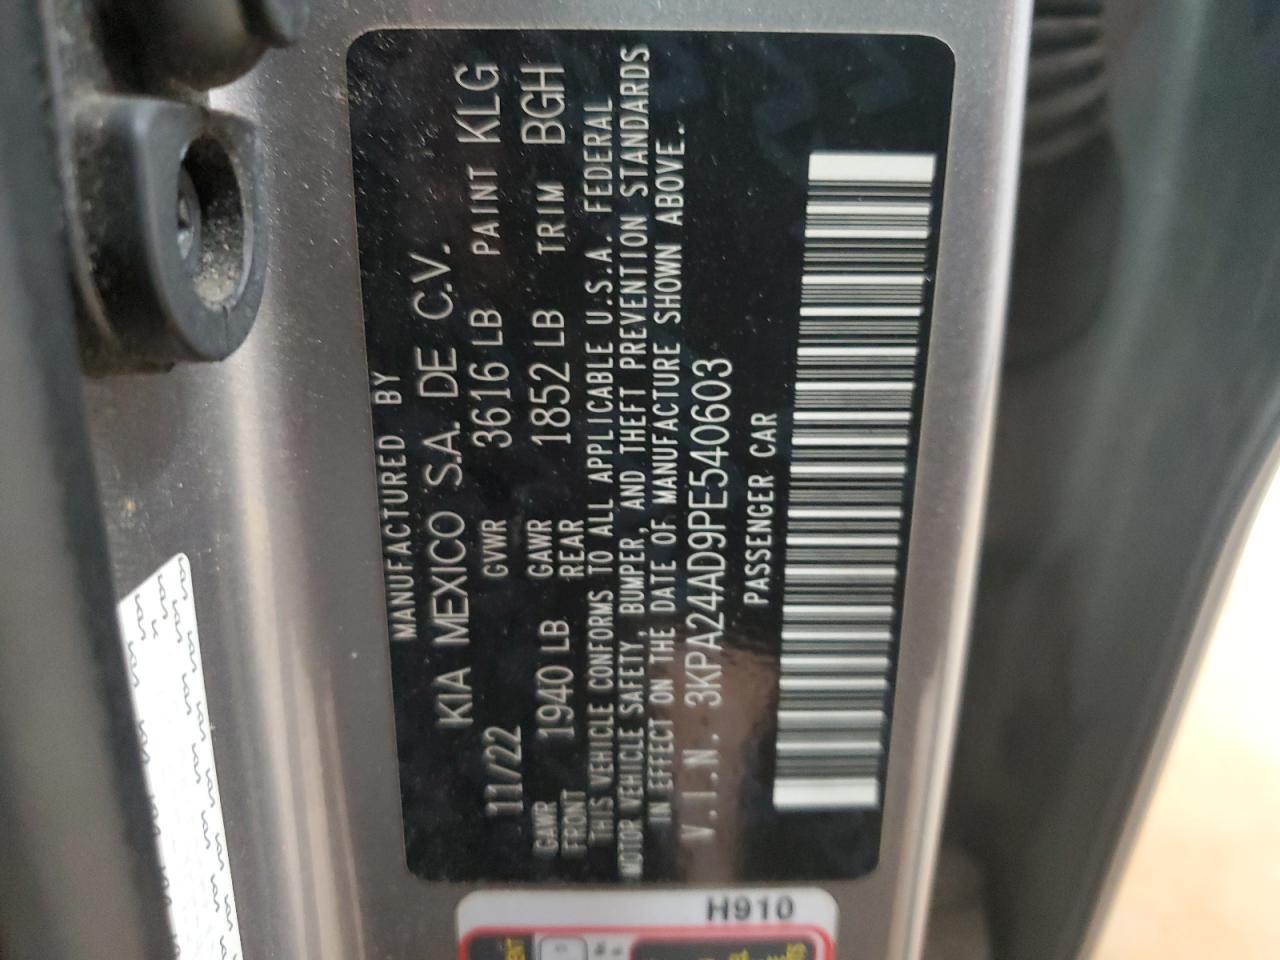 MANUFACTURED BY
KIA MEXICO S.A. DE C.V.
11/22 GVWR 3616 LB PAINT KLG
GAWR FRONT 1940 LB GAWR REAR 1852 LB TRIM BGH
THIS VEHICLE CONFORMS TO ALL APPLICABLE U.S.A. FEDERAL
MOTOR VEHICLE SAFETY, BUMPER, AND THEFT PREVENTION STANDARDS
IN EFFECT ON THE DATE OF MANUFACTURE SHOWN ABOVE.
V.I.N. 3KPA24AD9PE540603
PASSENGER CAR
H910